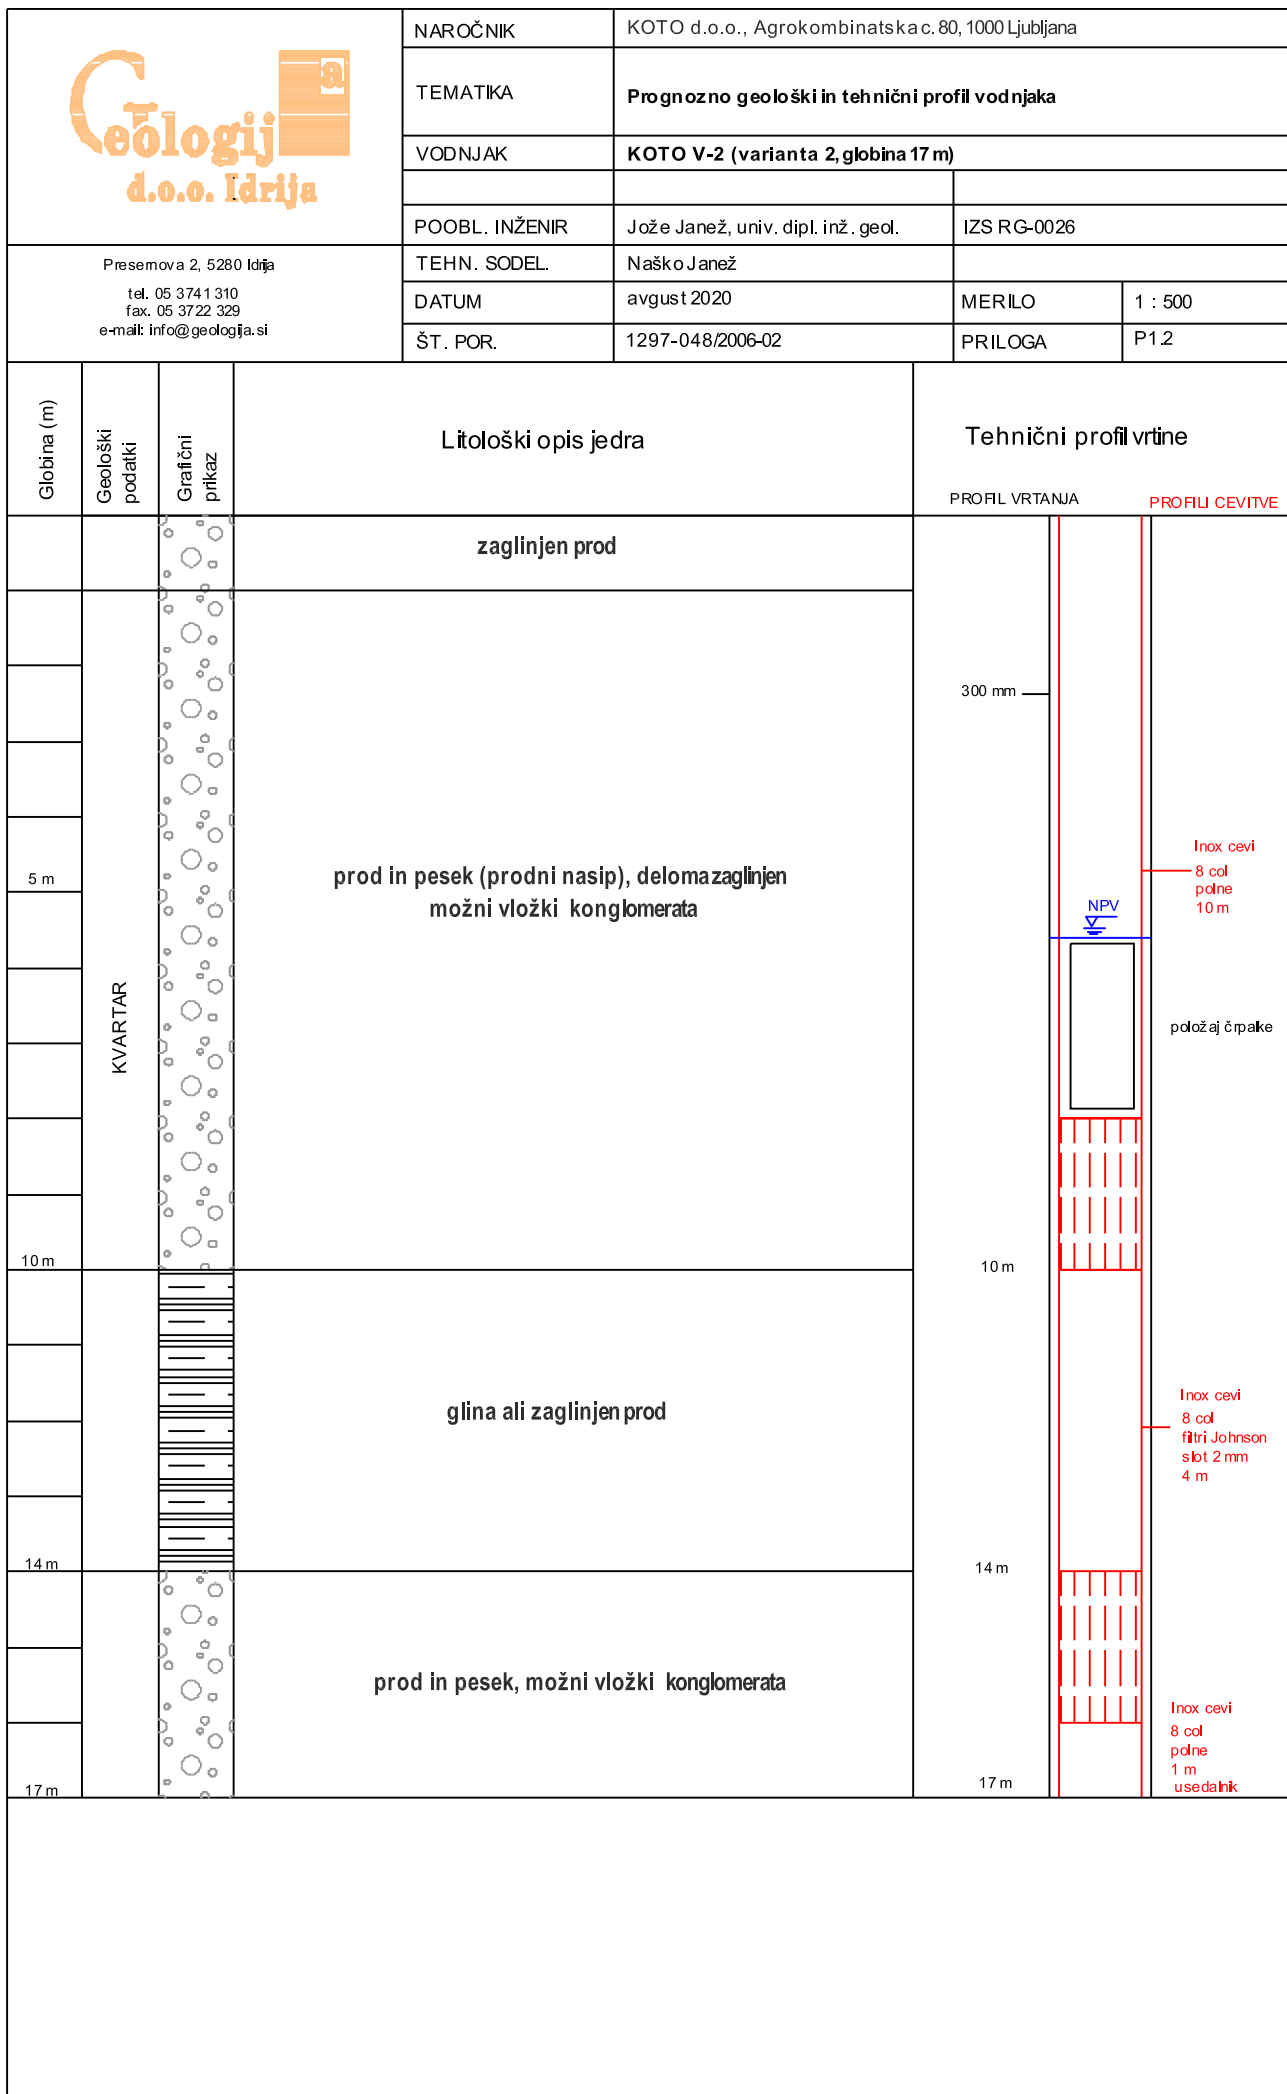 Geologija
d.o.o. Idrija
Presernova 2, 5280 Idrija
tel. 05 3741 310
fax. 05 3722 329
e-mail: info@geologija.si
NAROČNIK
KOTO d.o.o., Agrokombinatska c. 80, 1000 Ljubljana
TEMATIKA
Prognozno geološki in tehnični profil vodnjaka
VODNJAK
KOTO V-2 (varianta 2, globina 17 m)
POOBL. INŽENIR
Jože Janež, univ. dipl. inž. geol.
IZS RG-0026
TEHN. SODEL.
Naško Janež
DATUM
avgust 2020
MERILO
1 : 500
ŠT. POR.
1297-048/2006-02
PRILOGA
P1.2
Globina (m)
Geološki
podatki
Grafični
prikaz
Litološki opis jedra
Tehnični profil vrtine
PROFIL VRTANJA
PROFILI CEVITVE
zaglinjen prod
300 mm
5 m
prod in pesek (prodni nasip), deloma zaglinjen
možni vložki konglomerata
Inox cevi
8 col
polne
10 m
NPV
KVARTAR
položaj črpalke
10 m
10 m
glina ali zaglinjen prod
Inox cevi
8 col
filtri Johnson
slot 2 mm
4 m
14 m
14 m
prod in pesek, možni vložki konglomerata
Inox cevi
8 col
polne
1 m
usedalnik
17 m
17 m